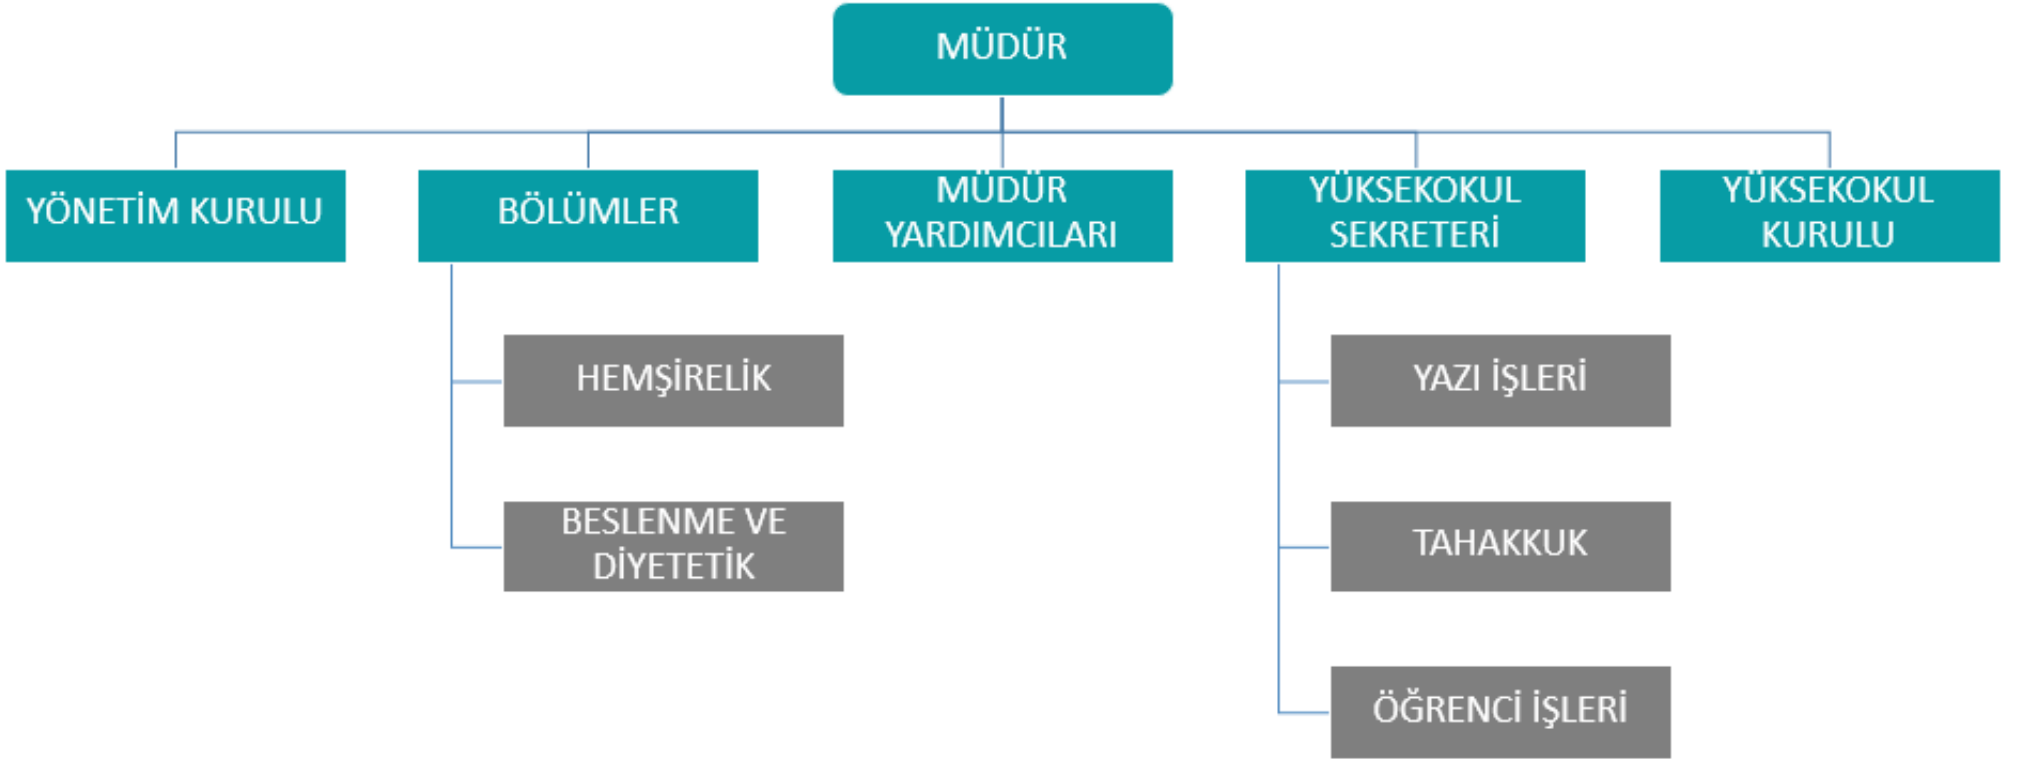 MÜDÜR
YÖNETİM KURULU
BÖLÜMLER
MÜDÜR
YARDIMCILARI
YÜKSEKOKUL
SEKRETERİ
YÜKSEKOKUL
KURULU
HEMŞİRELİK
BESLENME VE
DİYETETİK
YAZI İŞLERİ
TAHAKKUK
ÖĞRENCİ İŞLERİ